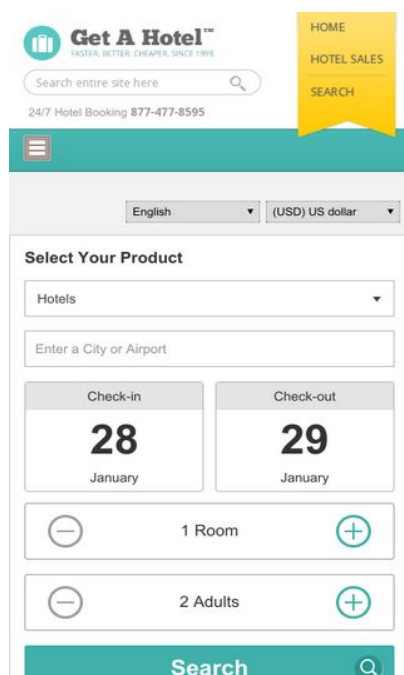 Get A Hotel™
FASTER, BETTER, CHEAPER, SINCE 1999
Search entire site here
24/7 Hotel Booking 877-477-8595
HOME
HOTEL SALES
SEARCH
English
(USD) US dollar
Select Your Product
Hotels
Enter a City or Airport
Check-in
28
January
Check-out
29
January
1 Room
2 Adults
Search